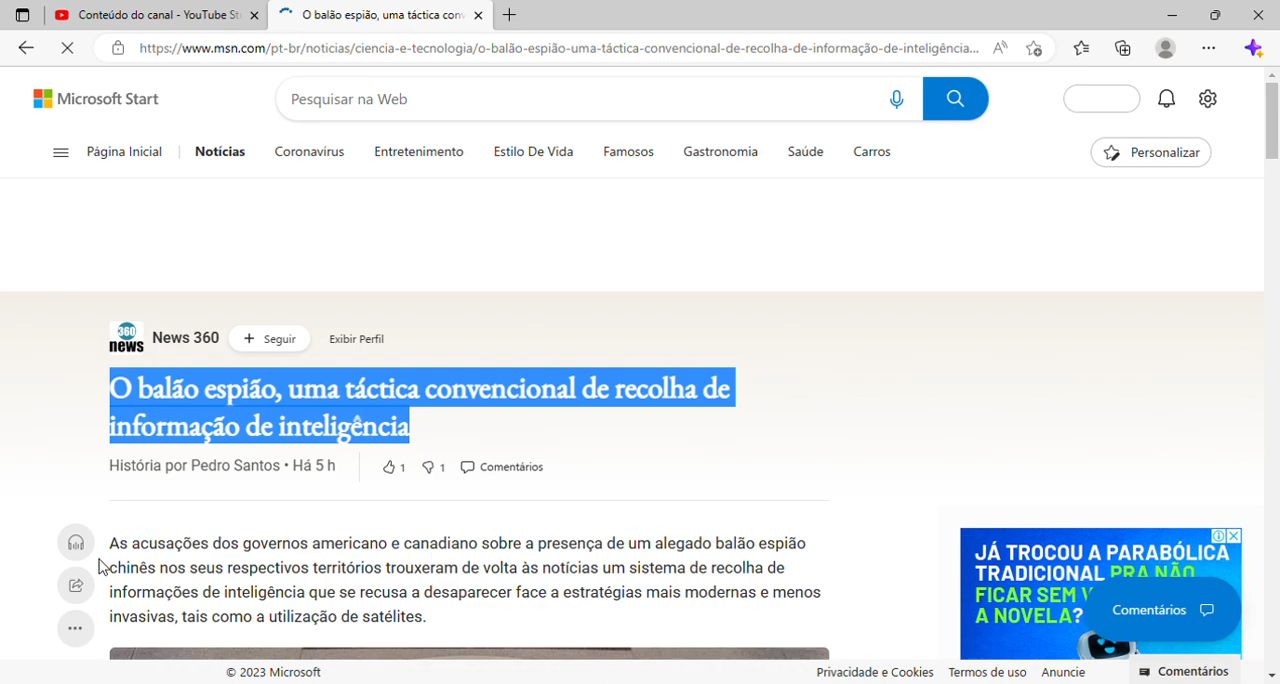 Conteúdo do canal - YouTube St
O balão espião, uma táctica conv
https://www.msn.com/pt-br/noticias/ciencia-e-tecnologia/o-balão-espião-uma-táctica-convencional-de-recolha-de-informação-de-inteligência...
Microsoft Start
Pesquisar na Web
Página Inicial
Notícias
Coronavírus
Entretenimento
Estilo De Vida
Famosos
Gastronomia
Saúde
Carros
Personalizar
360 news
News 360
+ Seguir
Exibir Perfil
O balão espião, uma táctica convencional de recolha de
informação de inteligência
História por Pedro Santos • Há 5 h
1
1
Comentários
As acusações dos governos americano e canadiano sobre a presença de um alegado balão espião
chinês nos seus respectivos territórios trouxeram de volta às notícias um sistema de recolha de
informações de inteligência que se recusa a desaparecer face a estratégias mais modernas e menos
invasivas, tais como a utilização de satélites.
JÁ TROCOU A PARABÓLICA
TRADICIONAL PRA NÃO
FICAR SEM
A NOVELA?
Comentários
© 2023 Microsoft
Privacidade e Cookies
Termos de uso
Anuncie
Comentários